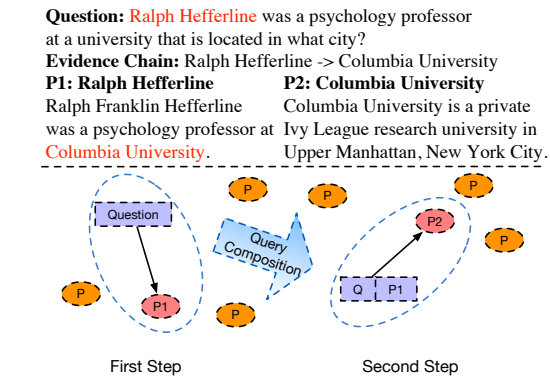 Question: Ralph Hefferline was a psychology professor
at a university that is located in what city?
Evidence Chain: Ralph Hefferline -> Columbia University
P1: Ralph Hefferline
Ralph Franklin Hefferline
was a psychology professor at
Columbia University.
P2: Columbia University
Columbia University is a private
Ivy League research university in
Upper Manhattan, New York City.
Question
P
P1
P
P
Query
Composition
P
P
P
P2
Q
P1
First Step
Second Step